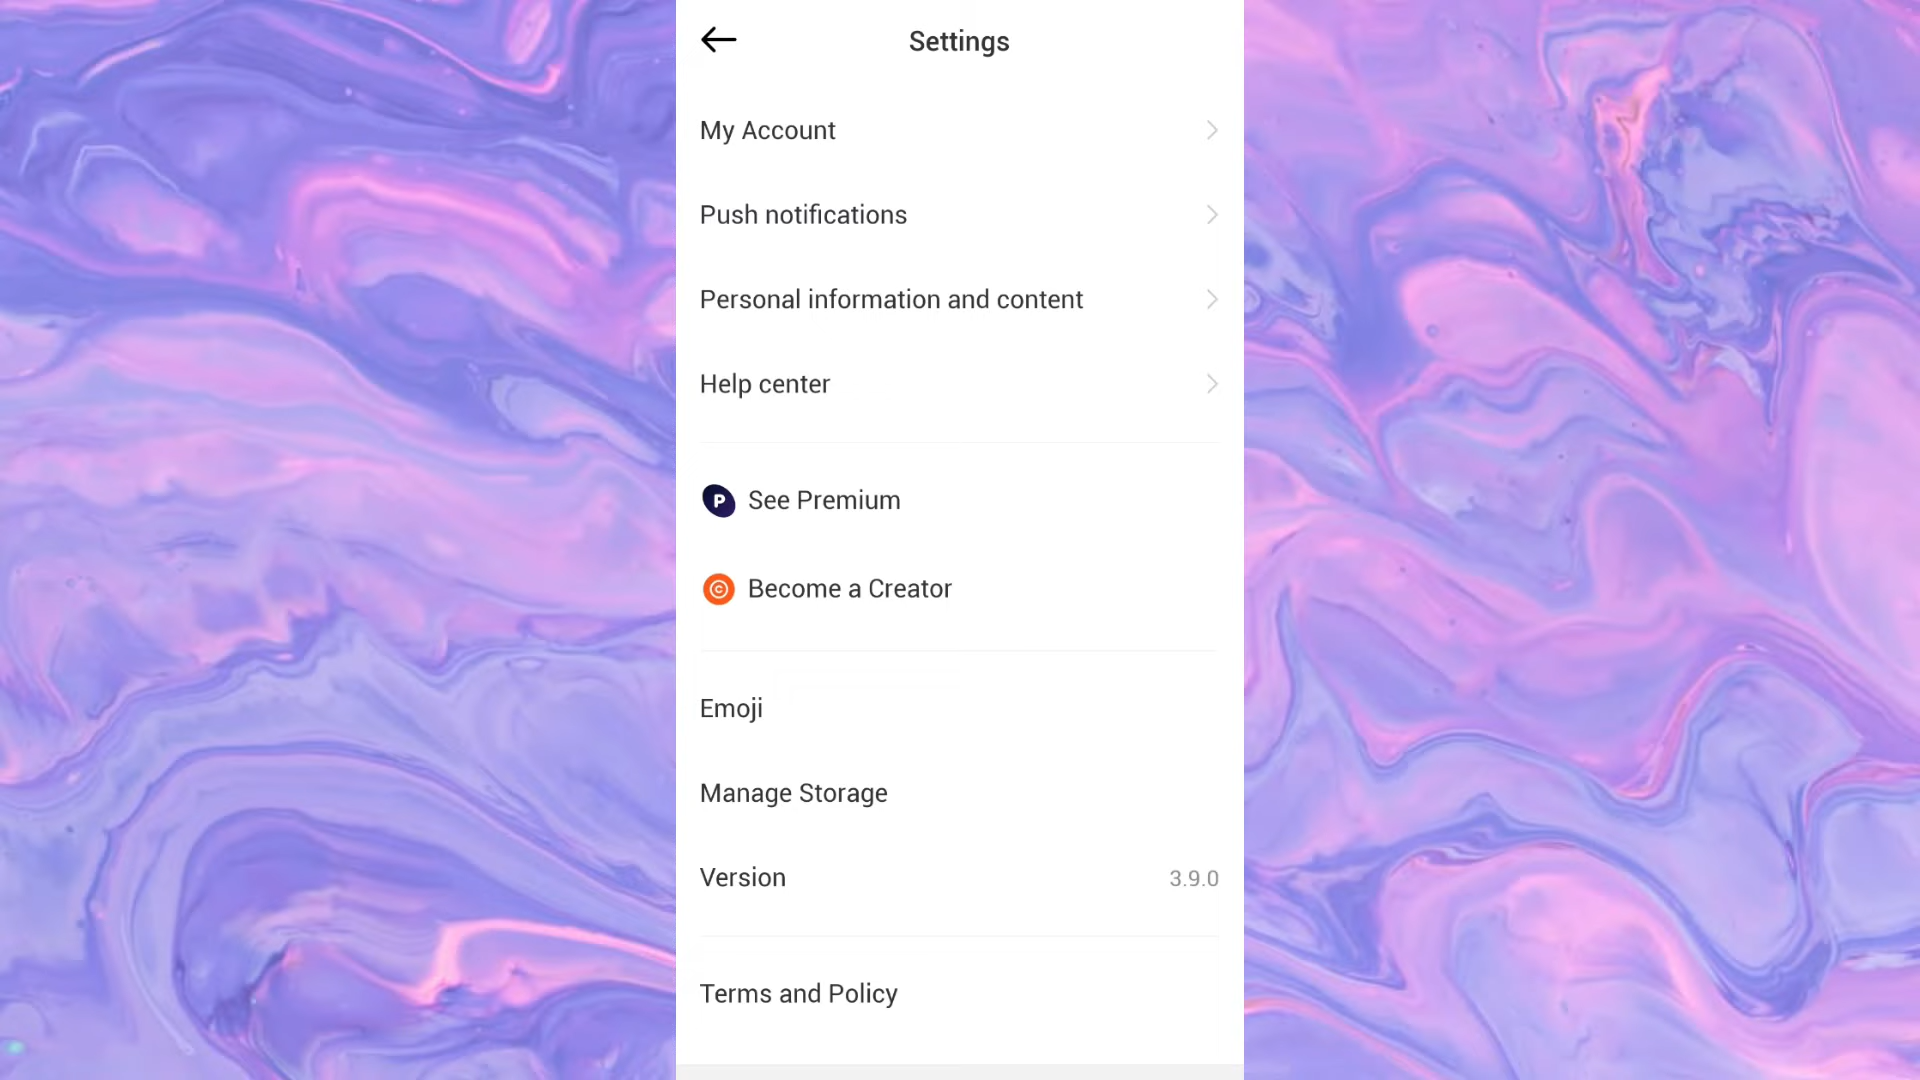 Settings
My Account
Push notifications
Personal information and content
Help center
P See Premium
© Become a Creator
Emoji
Manage Storage
Version 3.9.0
Terms and Policy